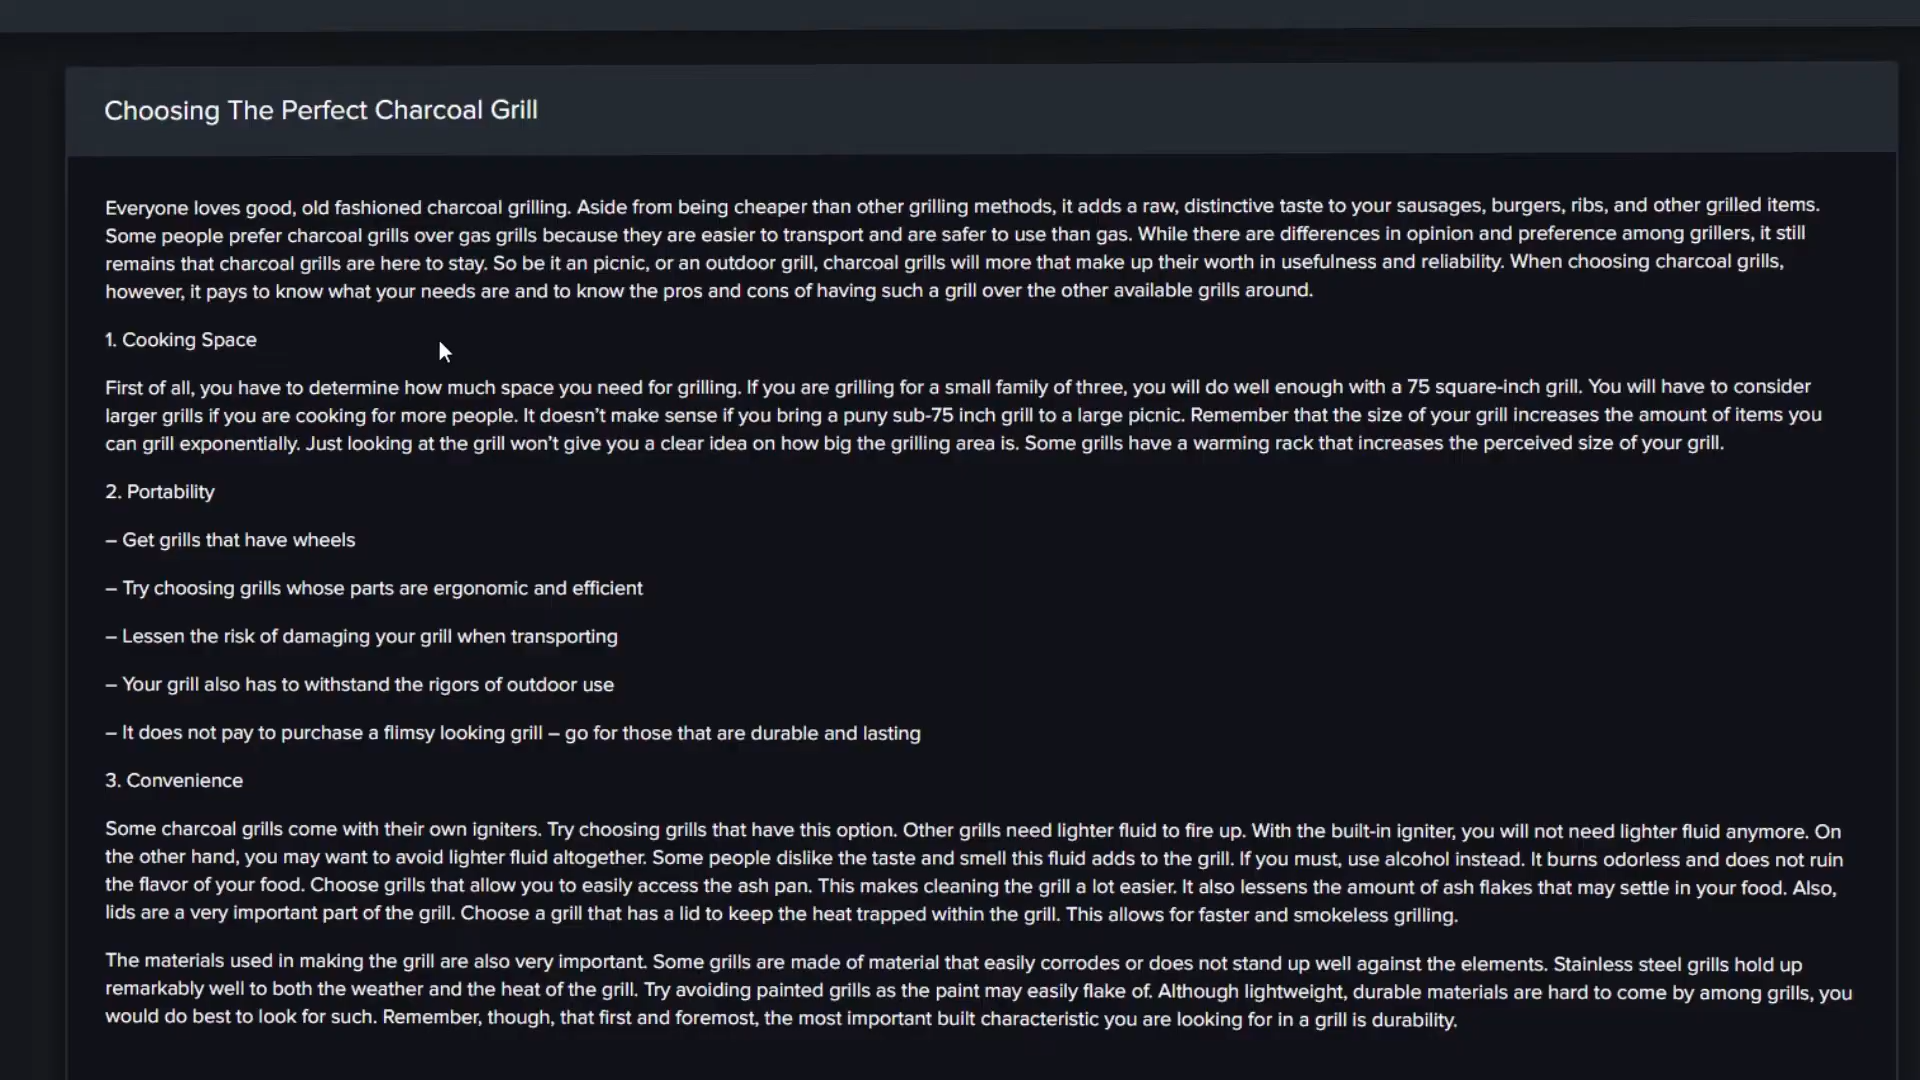 Choosing The Perfect Charcoal Grill
Everyone loves good, old fashioned charcoal grilling. Aside from being cheaper than other grilling methods, it adds a raw, distinctive taste to your sausages, burgers, ribs, and other grilled items.
Some people prefer charcoal grills over gas grills because they are easier to transport and are safer to use than gas. While there are differences in opinion and preference among grillers, it still
remains that charcoal grills are here to stay. So be it an picnic, or an outdoor grill, charcoal grills will more that make up their worth in usefulness and reliability. When choosing charcoal grills,
however, it pays to know what your needs are and to know the pros and cons of having such a grill over the other available grills around.
1. Cooking Space
First of all, you have to determine how much space you need for grilling. If you are grilling for a small family of three, you will do well enough with a 75 square-inch grill. You will have to consider
larger grills if you are cooking for more people. It doesn’t make sense if you bring a puny sub-75 inch grill to a large picnic. Remember that the size of your grill increases the amount of items you
can grill exponentially. Just looking at the grill won’t give you a clear idea on how big the grilling area is. Some grills have a warming rack that increases the perceived size of your grill.
2. Portability
– Get grills that have wheels
– Try choosing grills whose parts are ergonomic and efficient
– Lessen the risk of damaging your grill when transporting
– Your grill also has to withstand the rigors of outdoor use
– It does not pay to purchase a flimsy looking grill – go for those that are durable and lasting
3. Convenience
Some charcoal grills come with their own igniters. Try choosing grills that have this option. Other grills need lighter fluid to fire up. With the built-in igniter, you will not need lighter fluid anymore. On
the other hand, you may want to avoid lighter fluid altogether. Some people dislike the taste and smell this fluid adds to the grill. If you must, use alcohol instead. It burns odorless and does not ruin
the flavor of your food. Choose grills that allow you to easily access the ash pan. This makes cleaning the grill a lot easier. It also lessens the amount of ash flakes that may settle in your food. Also,
lids are a very important part of the grill. Choose a grill that has a lid to keep the heat trapped within the grill. This allows for faster and smokeless grilling.
The materials used in making the grill are also very important. Some grills are made of material that easily corrodes or does not stand up well against the elements. Stainless steel grills hold up
remarkably well to both the weather and the heat of the grill. Try avoiding painted grills as the paint may easily flake of. Although lightweight, durable materials are hard to come by among grills, you
would do best to look for such. Remember, though, that first and foremost, the most important built characteristic you are looking for in a grill is durability.